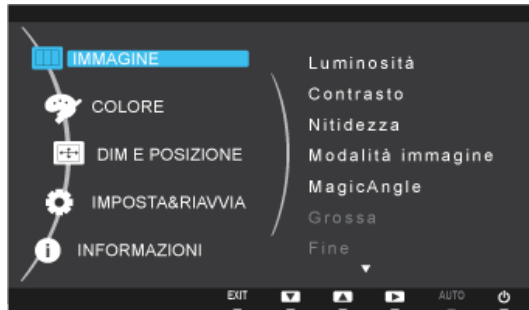 IMMAGINE
COLORE
DIM E POSIZIONE
IMPOSTA&RIAVVIA
INFORMAZIONI
Luminosità
Contrasto
Nitidezza
Modalità immagine
MagicAngle
Grossa
Fine
EXIT
AUTO